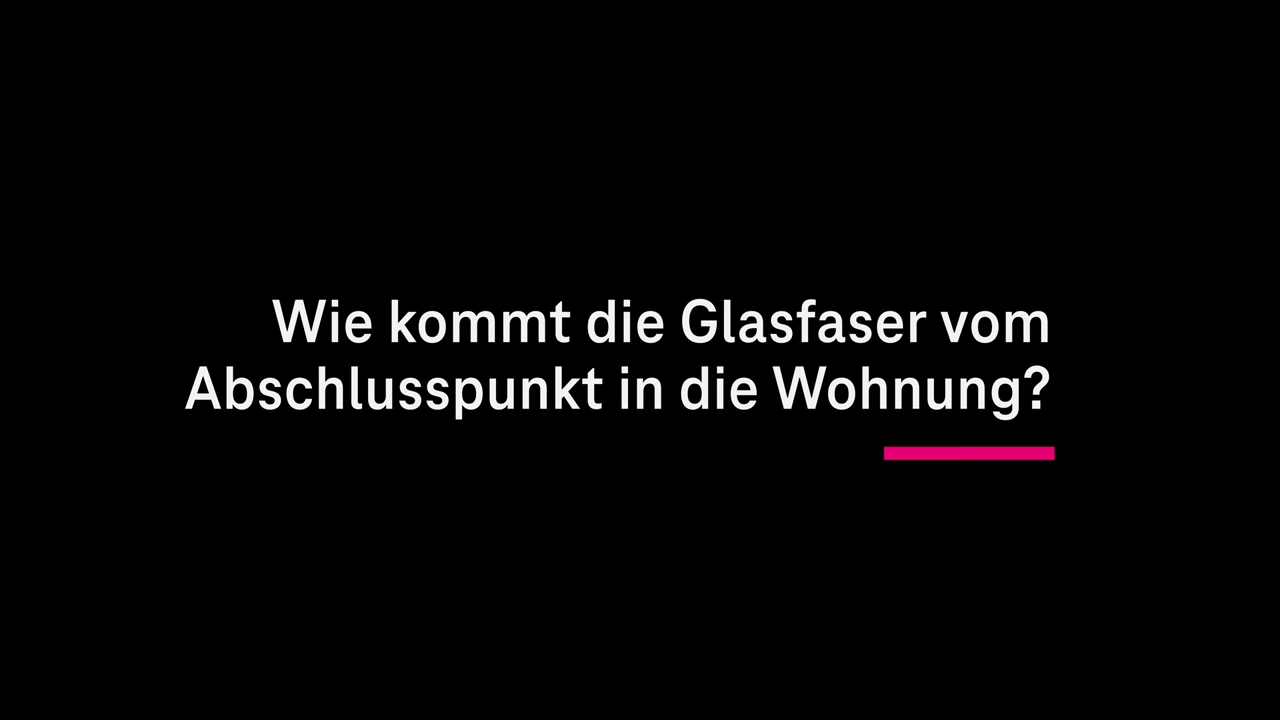 Wie kommt die Glasfaser vom
Abschlusspunkt in die Wohnung?